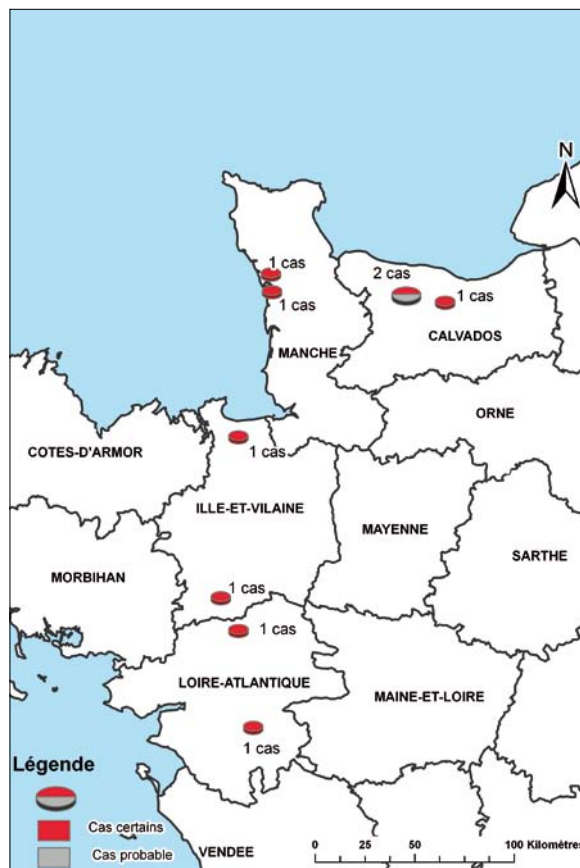 N
1 cas
2 cas
1 cas
1 cas
CALVADOS
MANCHE
ORNE
COTES-D'ARMOR
1 cas
ILLE-ET-VILAINE
MAYENNE
SARTHE
MORBIHAN
1 cas
1 cas
LOIRE-ATLANTIQUE
MAINE-ET-LOIRE
1 cas
Légende
Cas certains
Cas probable
VENDEE
0 50 100 Kilomètres